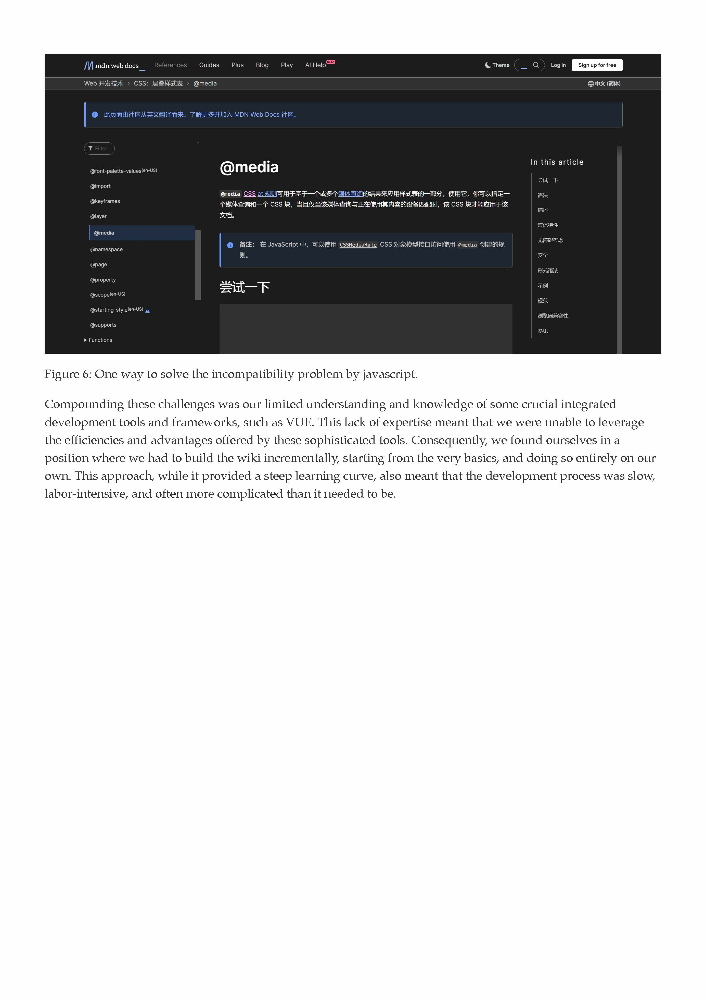 mdn web docs_
References
Guides
Plus
Blog
Play
AI Help BETA
Theme
Log in
Sign up for free
Web 开发技术 > CSS：层叠样式表 > @media
中文 (简体)
此页面由社区从英文翻译而来。了解更多并加入 MDN Web Docs 社区。
Filter
@font-palette-values(en-US)
@import
@keyframes
@layer
@media
@namespace
@page
@property
@scope(en-US)
@starting-style(en-US)
@supports
Functions
@media
@media CSS at 规则可用于基于一个或多个媒体查询的结果来应用样式表的一部分。使用它，你可以指定一
个媒体查询和一个 CSS 块，当且仅当该媒体查询与正在使用其内容的设备匹配时，该 CSS 块才能应用于该
文档。
备注： 在 JavaScript 中，可以使用 CSSMediaRule CSS 对象模型接口访问使用 @media 创建的规
则。
尝试一下
In this article
尝试一下
语法
描述
媒体特性
无障碍考虑
安全
形式语法
示例
规范
浏览器兼容性
参见
Figure 6: One way to solve the incompatibility problem by javascript.
Compounding these challenges was our limited understanding and knowledge of some crucial integrated
development tools and frameworks, such as VUE. This lack of expertise meant that we were unable to leverage
the efficiencies and advantages offered by these sophisticated tools. Consequently, we found ourselves in a
position where we had to build the wiki incrementally, starting from the very basics, and doing so entirely on our
own. This approach, while it provided a steep learning curve, also meant that the development process was slow,
labor-intensive, and often more complicated than it needed to be.